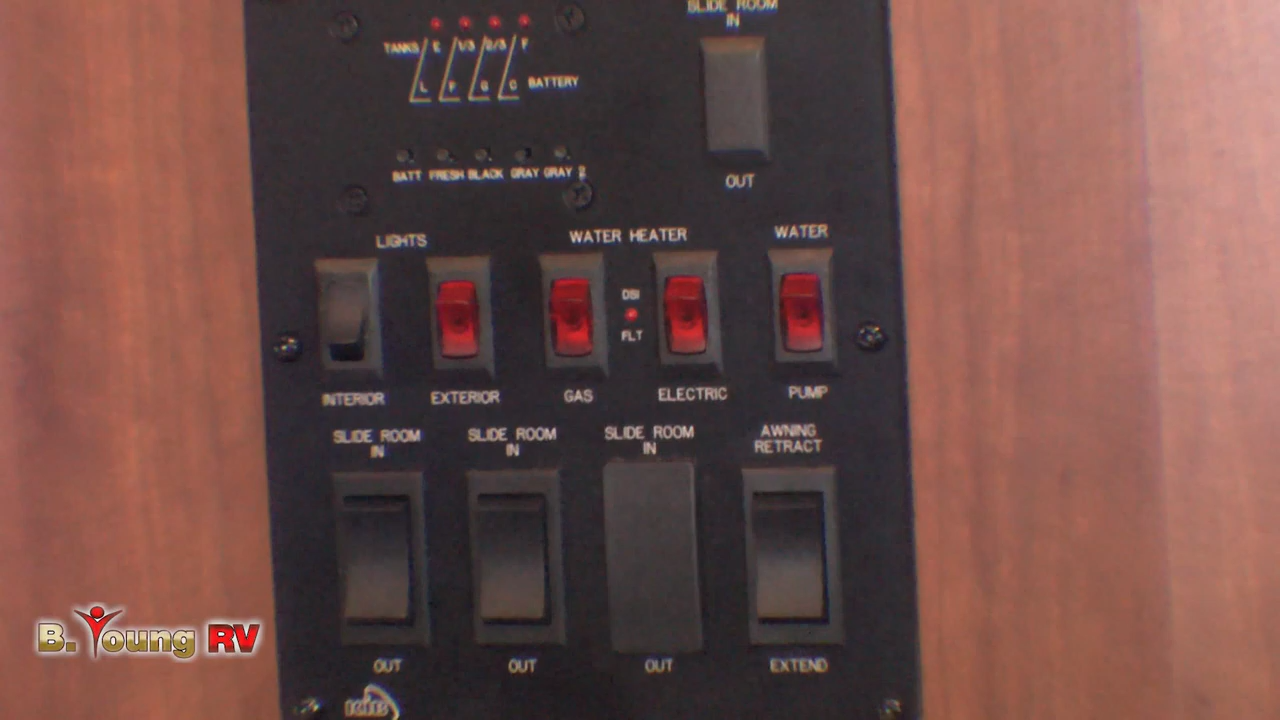 SLIDE ROOM
IN
TANKS E 1/3 2/3 F
L F G C BATTERY
OUT
BATT FRESH BLACK GRAY GRAY 2
LIGHTS WATER HEATER WATER
DSI
FLT
INTERIOR EXTERIOR GAS ELECTRIC PUMP
SLIDE ROOM SLIDE ROOM SLIDE ROOM AWNING
IN IN IN RETRACT
B. Young RV
OUT OUT OUT EXTEND